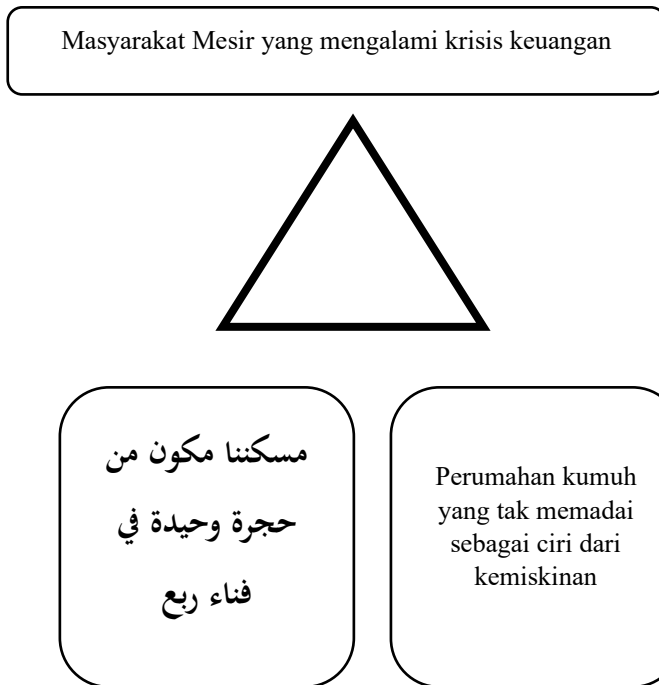 Masyarakat Mesir yang mengalami krisis keuangan
مسكننا مكون من
حجرة وحيدة في
فناء ربع
Perumahan kumuh
yang tak memadai
sebagai ciri dari
kemiskinan